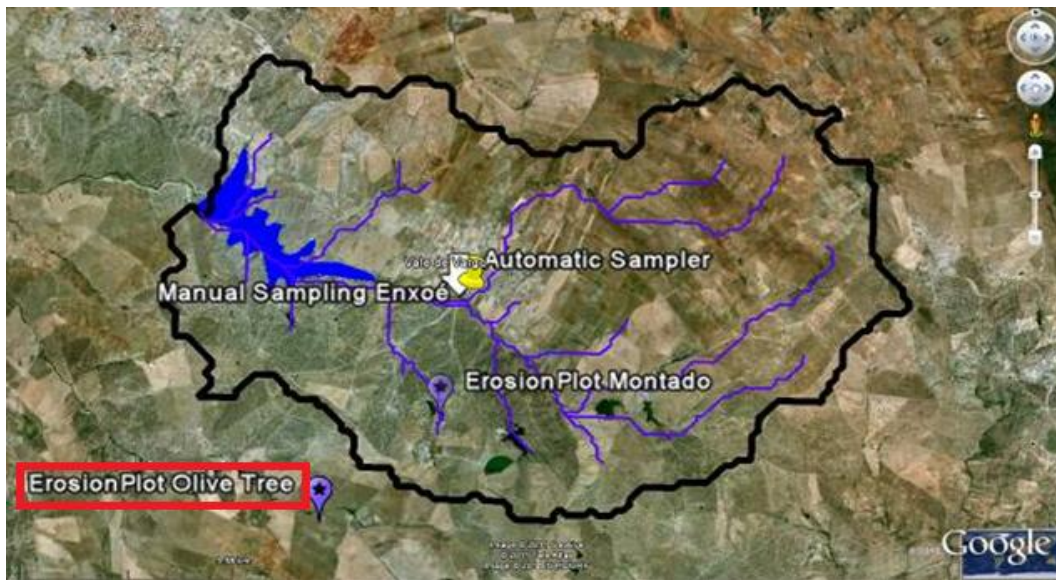 Automatic Sampler
Manual Sampling Enxoé
ErosionPlot Montado
ErosionPlot Olive Tree
Google